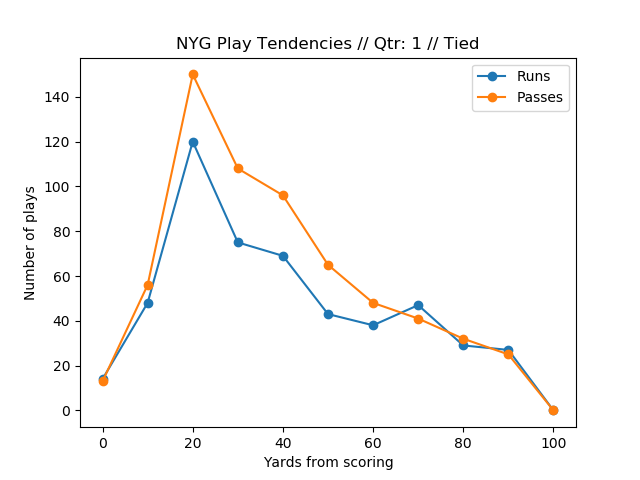 NYG Play Tendencies // Qtr: 1 // Tied
Runs
Passes
Number of plays
140
120
100
80
60
40
20
0
0 20 40 60 80 100
Yards from scoring